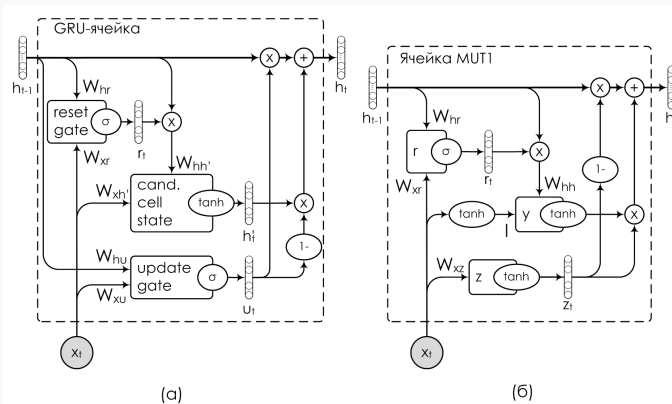 GRU-ячейка
h_t-1
W_hr
reset
gate
σ
x
+
h_t
r_t
x
W_xr
W_hh'
W_xh'
cand.
cell
state
tanh
h'_t
x
1-
W_hu
W_xu
update
gate
σ
u_t
x_t
(а)
Ячейка MUT1
h_t-1
W_hr
r
σ
x
+
h
r_t
x
1-
W_xr
W_hh
tanh
I
y
tanh
x
W_xz
z
tanh
z_t
x_t
(б)